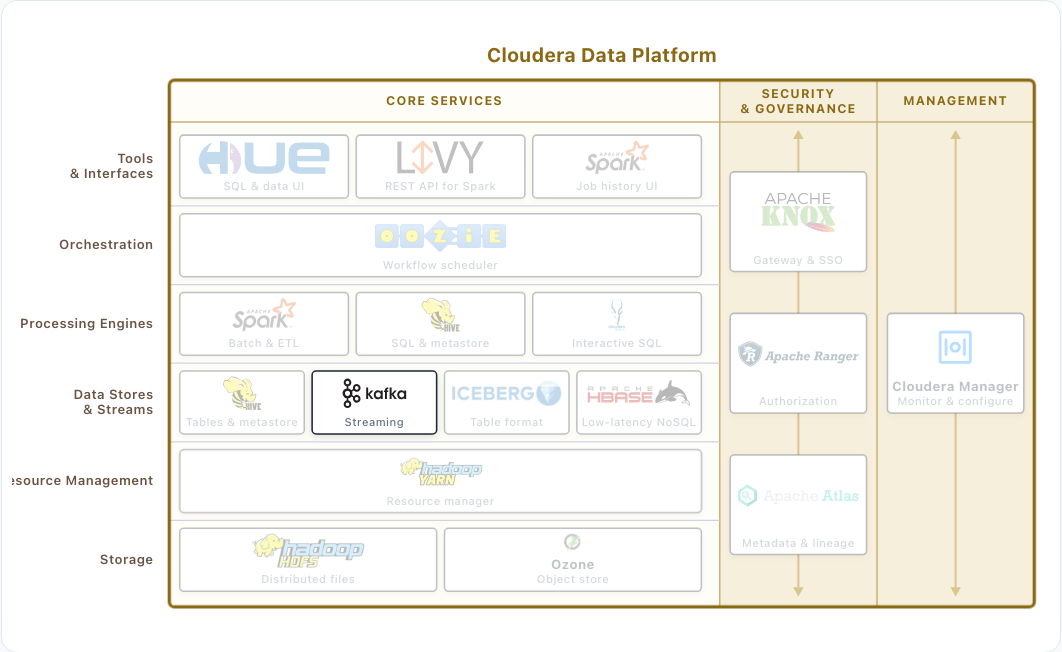 Cloudera Data Platform
CORE SERVICES
SECURITY
& GOVERNANCE
MANAGEMENT
Tools
& Interfaces
HUE
SQL & data UI
LIVY
REST API for Spark
APACHE
Spark
Job history UI
APACHE
KNOX
Gateway & SSO
Orchestration
OOZIE
Workflow scheduler
Processing Engines
APACHE
Spark
Batch & ETL
HIVE
SQL & metastore
Interactive SQL
Apache Ranger
Authorization
Cloudera Manager
Monitor & configure
Data Stores
& Streams
HIVE
Tables & metastore
kafka
Streaming
ICEBERG
Table format
APACHE
HBASE
Low-latency NoSQL
esource Management
hadoop
YARN
Resource manager
Apache Atlas
Metadata & lineage
Storage
hadoop
HDFS
Distributed files
Ozone
Object store